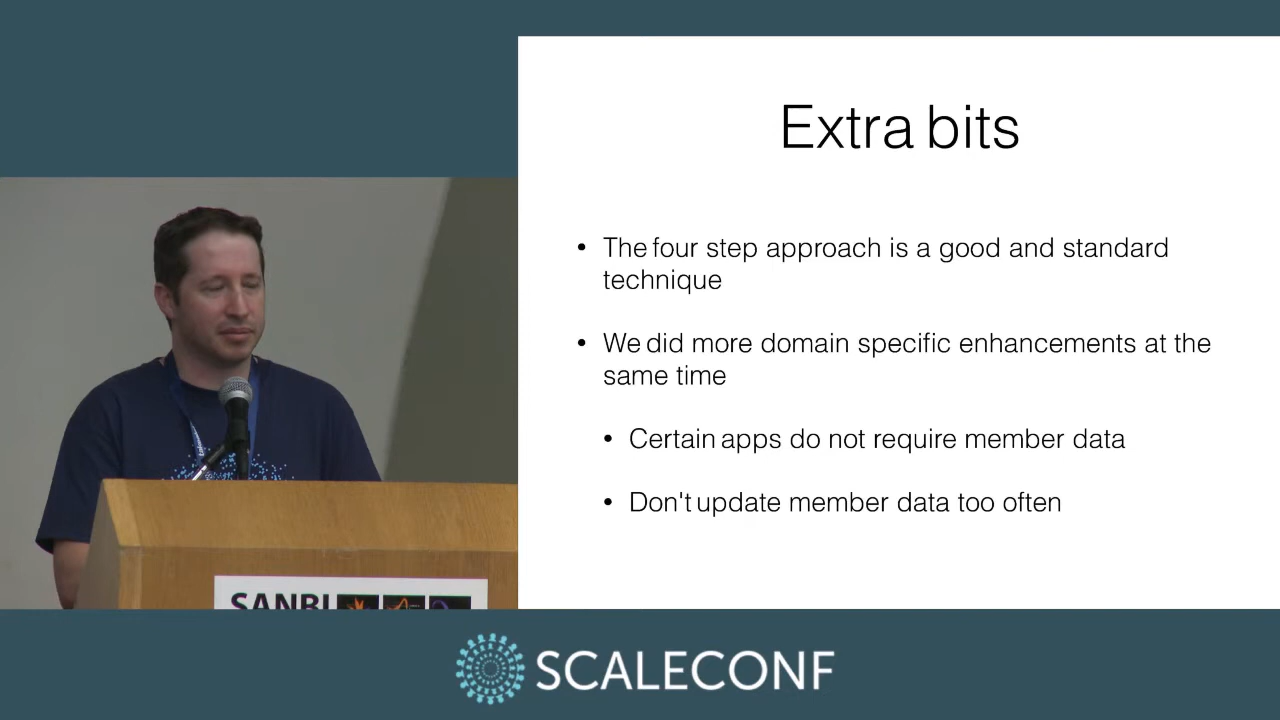 Extra bits
• The four step approach is a good and standard
technique
• We did more domain specific enhancements at the
same time
• Certain apps do not require member data
• Don't update member data too often
SANBI
SCALECONF